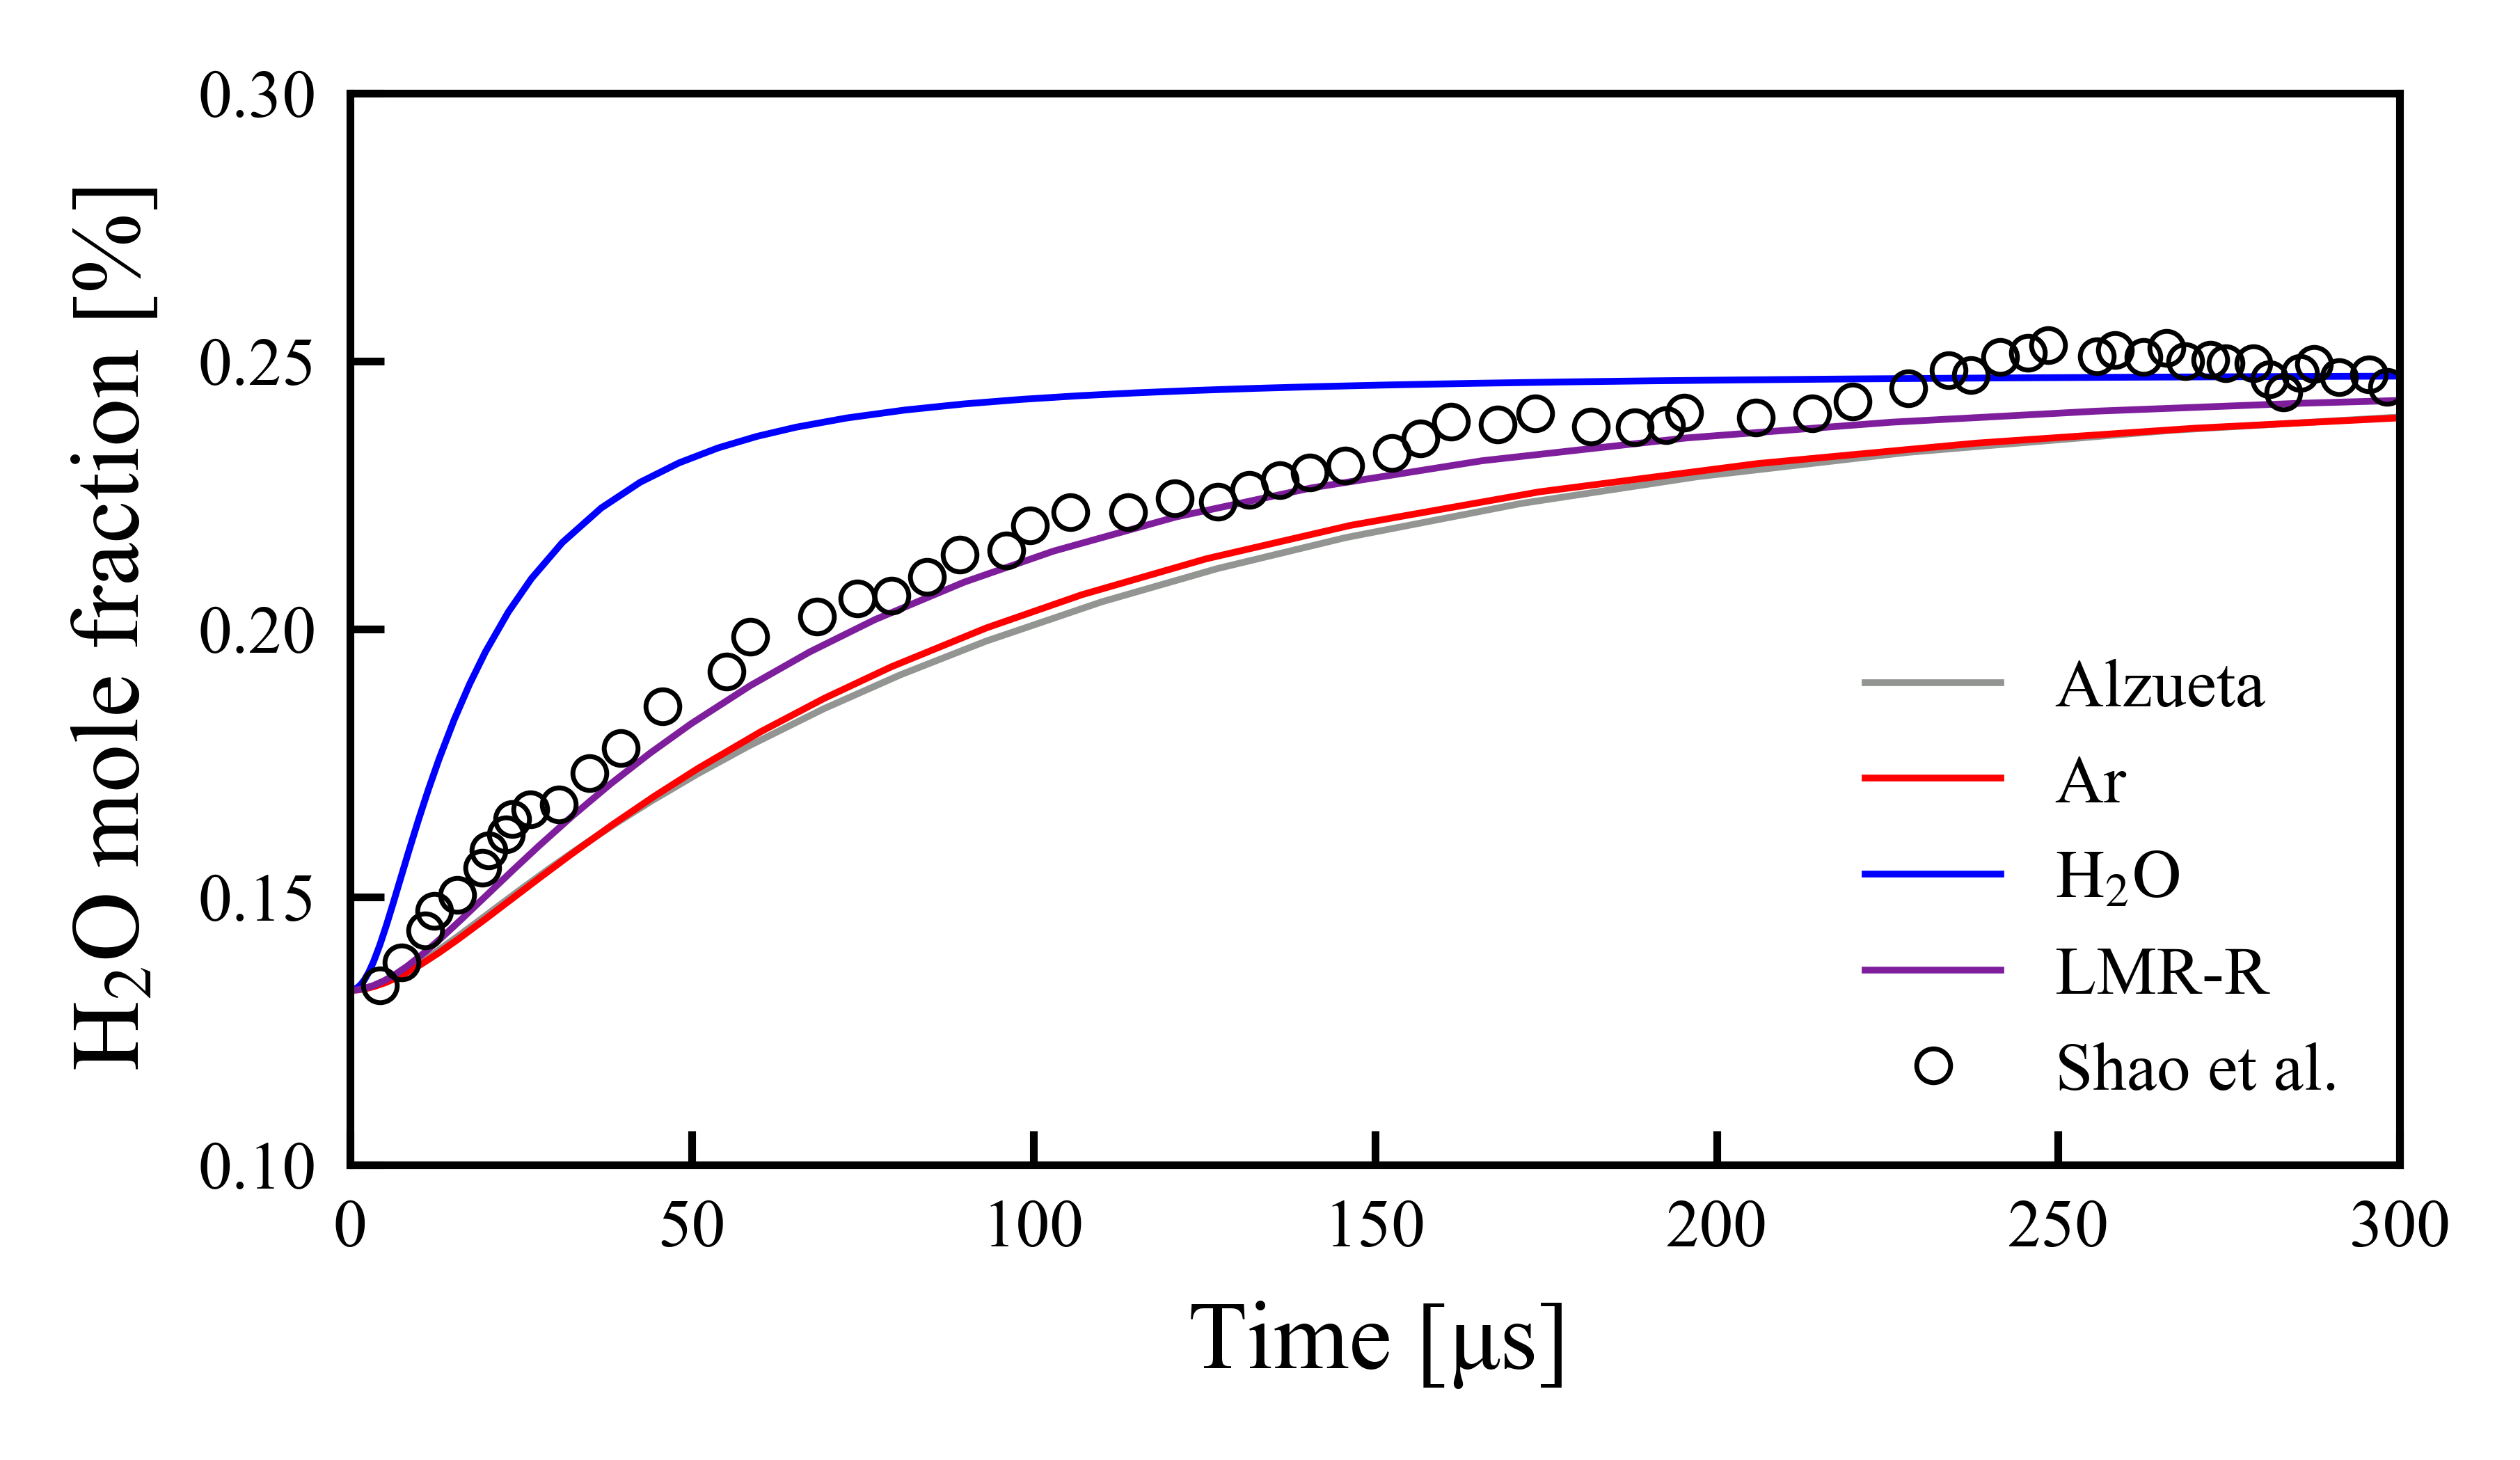 0.30
0.25
0.20
0.15
0.10
H₂O mole fraction [%]
0 50 100 150 200 250 300
Time [µs]
Alzueta
Ar
H₂O
LMR-R
Shao et al.